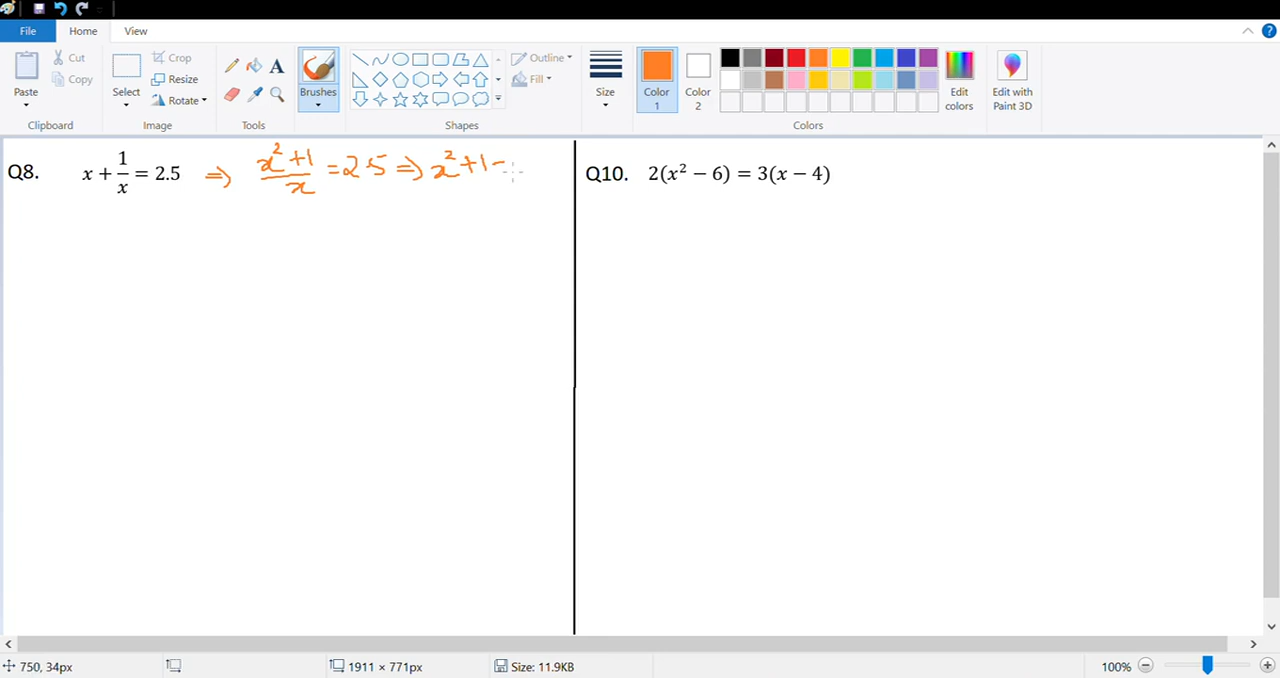 File Home View
Paste Cut Copy Select Crop Resize Rotate A Brushes Outline Fill Size Color 1 Color 2 Edit colors Edit with Paint 3D
Clipboard Image Tools Shapes Colors
Q8. x + 1/x = 2.5 ⇒ x² + 1 / x = 2.5 ⇒ x² + 1 -
Q10. 2(x² − 6) = 3(x − 4)
750, 34px 1911 × 771px Size: 11.9KB 100%